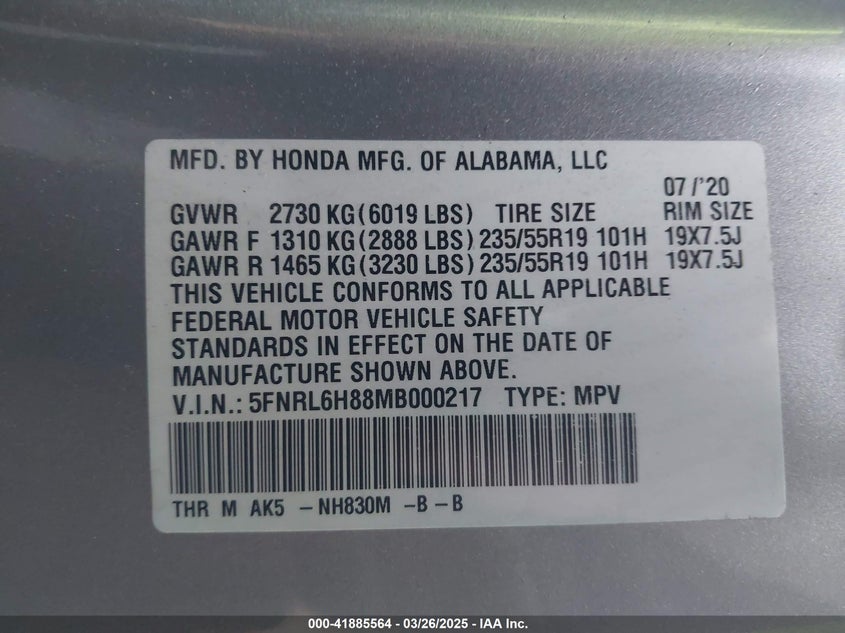 MFD. BY HONDA MFG. OF ALABAMA, LLC
07/'20
GVWR 2730 KG(6019 LBS) TIRE SIZE RIM SIZE
GAWR F 1310 KG(2888 LBS)235/55R19 101H 19X7.5J
GAWR R 1465 KG(3230 LBS)235/55R19 101H 19X7.5J
THIS VEHICLE CONFORMS TO ALL APPLICABLE
FEDERAL MOTOR VEHICLE SAFETY
STANDARDS IN EFFECT ON THE DATE OF
MANUFACTURE SHOWN ABOVE.
V.I.N.: 5FNRL6H88MB000217 TYPE: MPV
THR M AK5 -NH830M -B-B
000-41885564 - 03/26/2025 - IAA Inc.